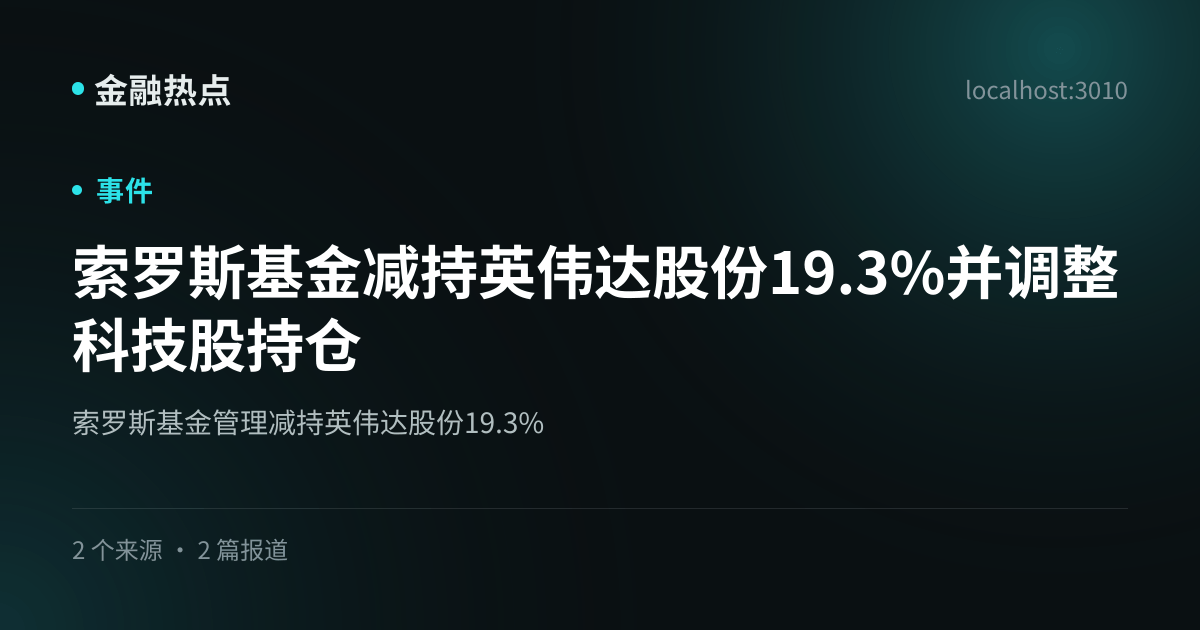 金融热点
localhost:3010
事件
索罗斯基金减持英伟达股份19.3%并调整
科技股持仓
索罗斯基金管理减持英伟达股份19.3%
2 个来源 · 2 篇报道